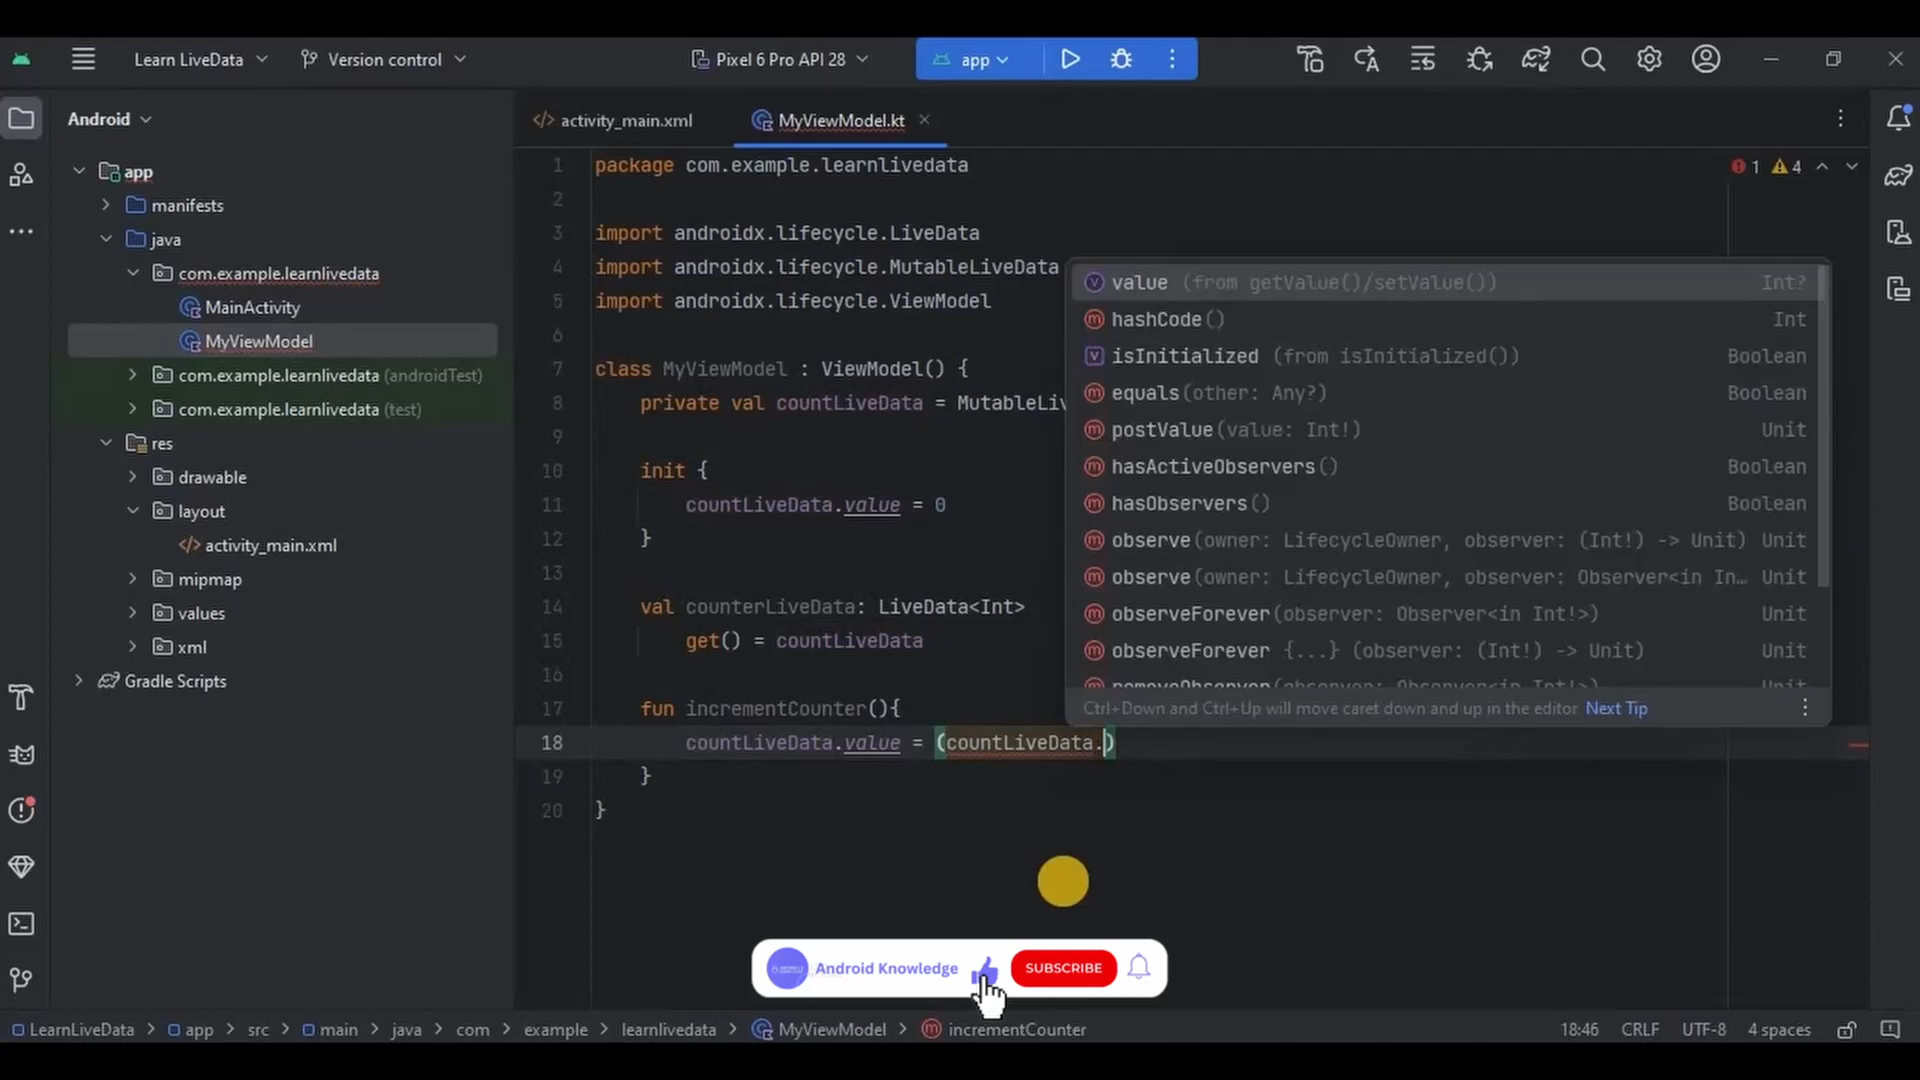 Learn LiveData
Version control
Pixel 6 Pro API 28
app
Android
activity_main.xml
MyViewModel.kt
app
manifests
java
com.example.learnlivedata
MainActivity
MyViewModel
com.example.learnlivedata (androidTest)
com.example.learnlivedata (test)
res
drawable
layout
activity_main.xml
mipmap
values
xml
Gradle Scripts
1 package com.example.learnlivedata
1 4
2
3 import androidx.lifecycle.LiveData
4 import androidx.lifecycle.MutableLiveData
5 import androidx.lifecycle.ViewModel
6
7 class MyViewModel : ViewModel() {
8 private val countLiveData = MutableLiv
9
10 init {
11 countLiveData.value = 0
12 }
13
14 val counterLiveData: LiveData<Int>
15 get() = countLiveData
16
17 fun incrementCounter(){
18 countLiveData.value = (countLiveData.)
19 }
20 }
value (from getValue()/setValue()) Int?
hashCode() Int
isInitialized (from isInitialized()) Boolean
equals(other: Any?) Boolean
postValue(value: Int!) Unit
hasActiveObservers() Boolean
hasObservers() Boolean
observe(owner: LifecycleOwner, observer: (Int!) -> Unit) Unit
observe(owner: LifecycleOwner, observer: Observer<in In… Unit
observeForever(observer: Observer<in Int!>) Unit
observeForever {...} (observer: (Int!) -> Unit) Unit
removeObserver(observer: Observer<in Int!>) Unit
Ctrl+Down and Ctrl+Up will move caret down and up in the editor Next Tip
Android Knowledge
SUBSCRIBE
LearnLiveData > app > src > main > java > com > example > learnlivedata > MyViewModel > incrementCounter
18:46 CRLF UTF-8 4 spaces